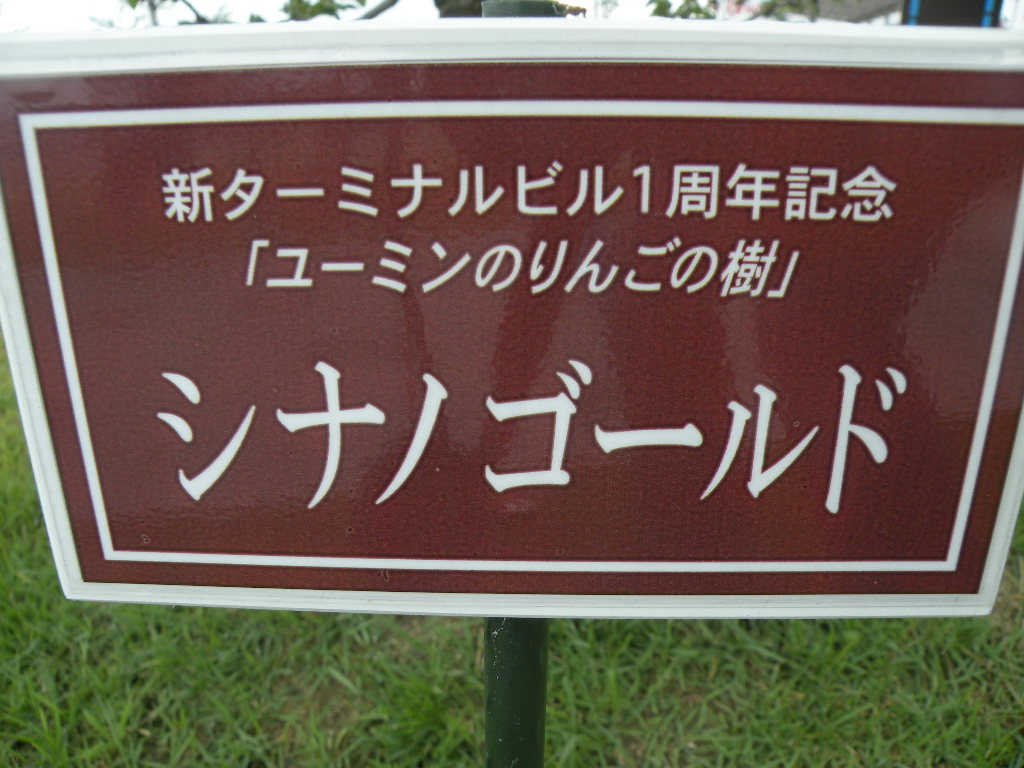 新ターミナルビル1周年記念
「ユーミンのりんごの樹」
シナノゴールド